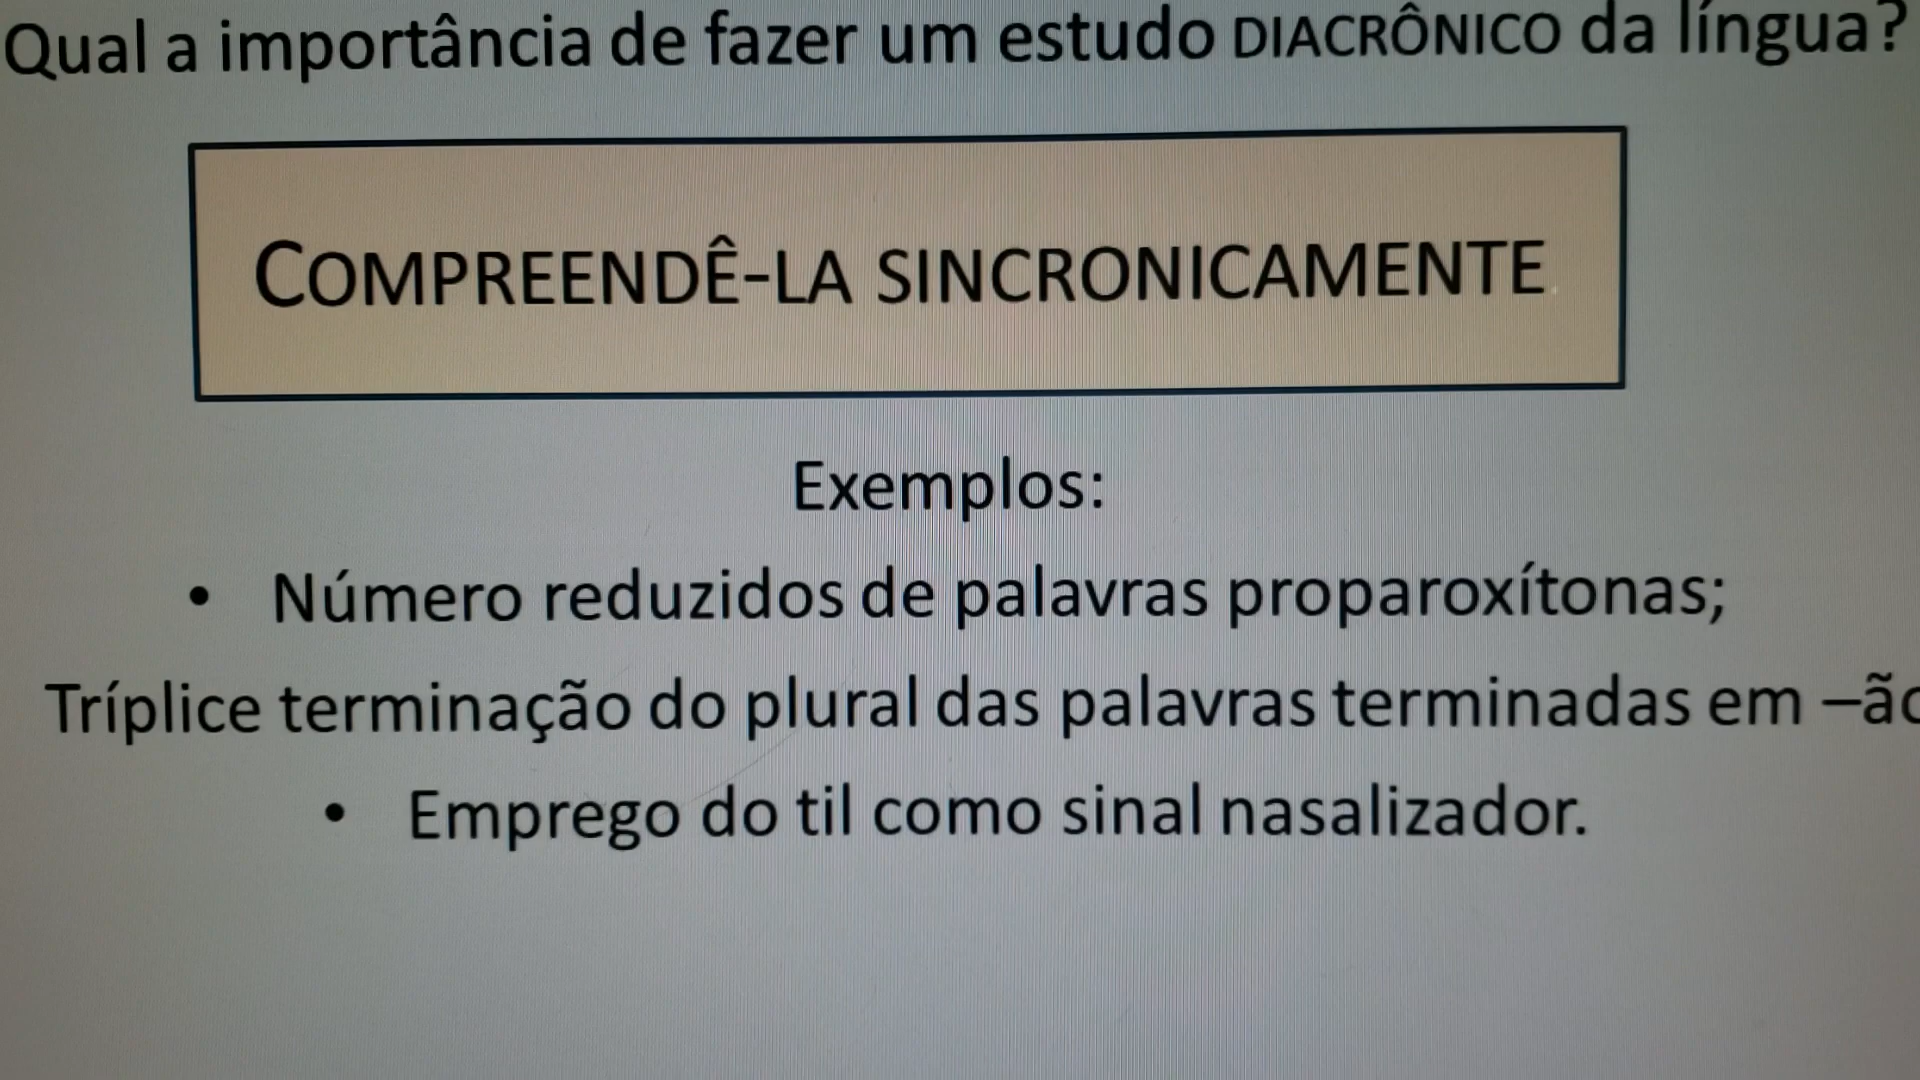 Qual a importância de fazer um estudo DIACRÔNICO da língua?
COMPREENDÊ-LA SINCRONICAMENTE.
Exemplos:
• Número reduzidos de palavras proparoxítonas;
Tríplice terminação do plural das palavras terminadas em –ão
• Emprego do til como sinal nasalizador.